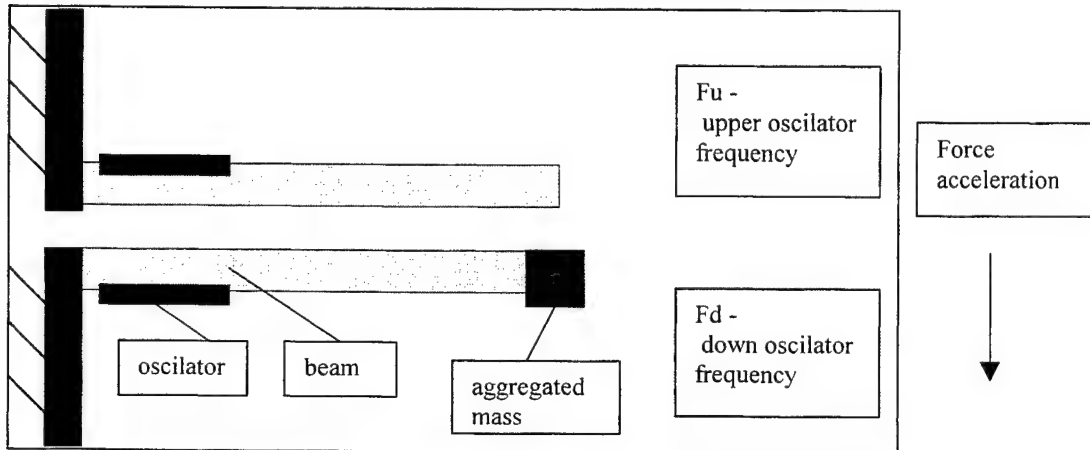 Fu -
upper oscilator
frequency
Force
acceleration
Fd -
down oscilator
frequency
oscilator
beam
aggregated
mass